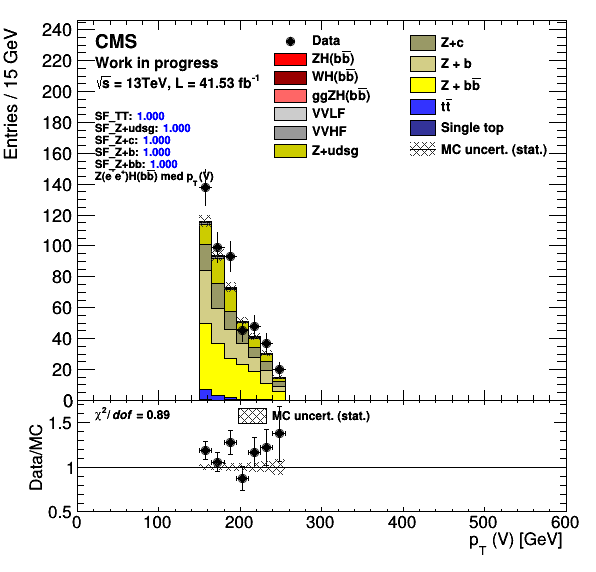 CMS
Work in progress
√s = 13TeV, L = 41.53 fb⁻¹
SF_TT: 1.000
SF_Z+udsg: 1.000
SF_Z+c: 1.000
SF_Z+b: 1.000
SF_Z+bb: 1.000
Z(e⁻e⁺)H(bb̅) med p_T(V)
Data
ZH(bb̅)
WH(bb̅)
ggZH(bb̅)
VVLF
VVHF
Z+udsg
Z+c
Z + b
Z + bb̅
tt̅
Single top
MC uncert. (stat.)
Entries / 15 GeV
240
220
200
180
160
140
120
100
80
60
40
20
0
χ²/dof = 0.89
MC uncert. (stat.)
Data/MC
1.5
1
0.5
0 100 200 300 400 500 600
p_T (V) [GeV]